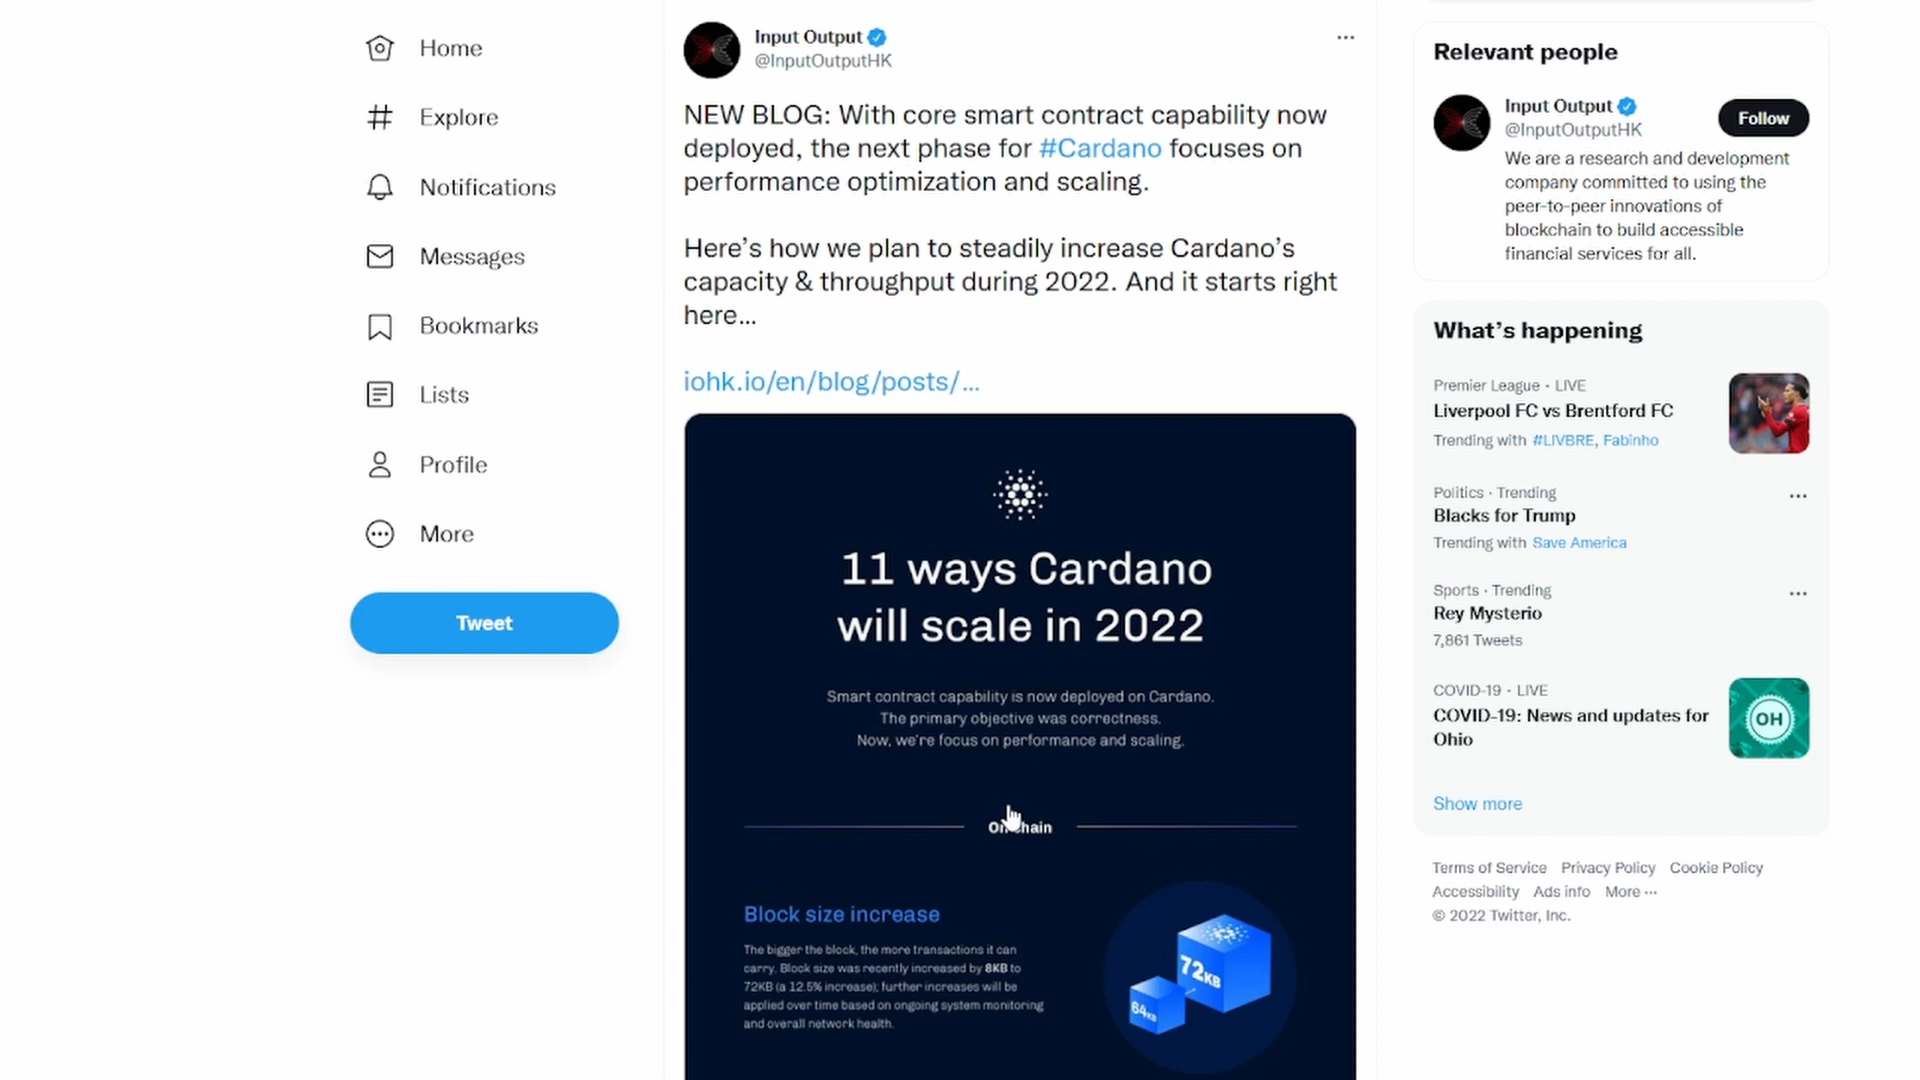 Home
Explore
Notifications
Messages
Bookmarks
Lists
Profile
More
Tweet
Input Output
@InputOutputHK
NEW BLOG: With core smart contract capability now
deployed, the next phase for #Cardano focuses on
performance optimization and scaling.
Here's how we plan to steadily increase Cardano's
capacity & throughput during 2022. And it starts right
here...
iohk.io/en/blog/posts/...
11 ways Cardano
will scale in 2022
Smart contract capability is now deployed on Cardano.
The primary objective was correctness.
Now, we're focus on performance and scaling.
Block size increase
The bigger the block, the more transactions it can
carry. Block size was recently increased by 8KB to
72KB (a 12.5% increase); further increases will be
applied over time based on ongoing system monitoring
and overall network health.
72KB
64KB
Relevant people
Input Output
@InputOutputHK
Follow
We are a research and development
company committed to using the
peer-to-peer innovations of
blockchain to build accessible
financial services for all.
What's happening
Premier League · LIVE
Liverpool FC vs Brentford FC
Trending with #LIVBRE, Fabinho
Politics · Trending
Blacks for Trump
Trending with Save America
Sports · Trending
Rey Mysterio
7,861 Tweets
COVID-19 · LIVE
COVID-19: News and updates for
Ohio
OH
Show more
Terms of Service Privacy Policy Cookie Policy
Accessibility Ads info More ···
© 2022 Twitter, Inc.